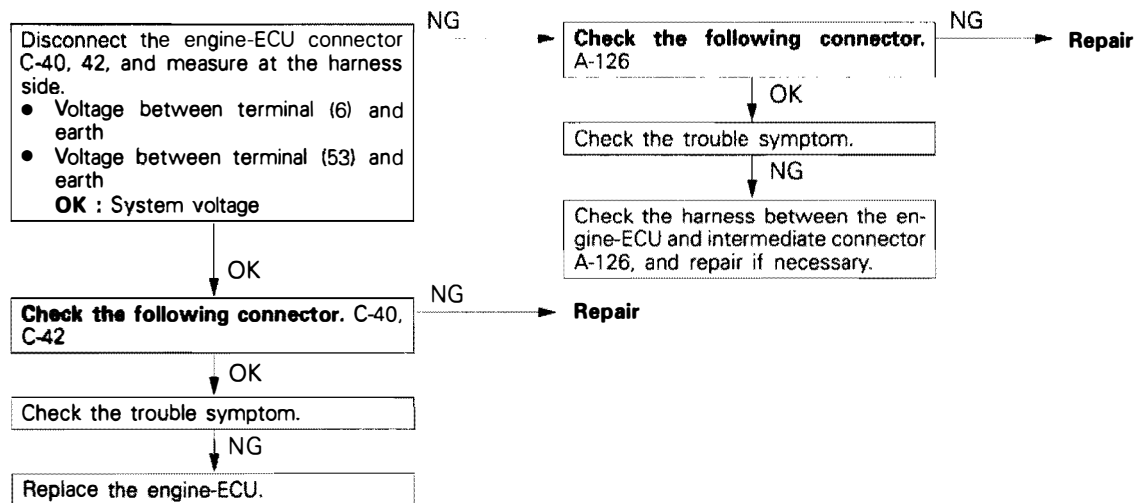 Disconnect the engine-ECU connector
C-40, 42, and measure at the harness
side.
● Voltage between terminal (6) and
earth
● Voltage between terminal (53) and
earth
OK : System voltage
NG
Check the following connector.
A-126
NG
Repair
OK
Check the trouble symptom.
NG
Check the harness between the en-
gine-ECU and intermediate connector
A-126, and repair if necessary.
OK
Check the following connector. C-40,
C-42
NG
Repair
OK
Check the trouble symptom.
NG
Replace the engine-ECU.